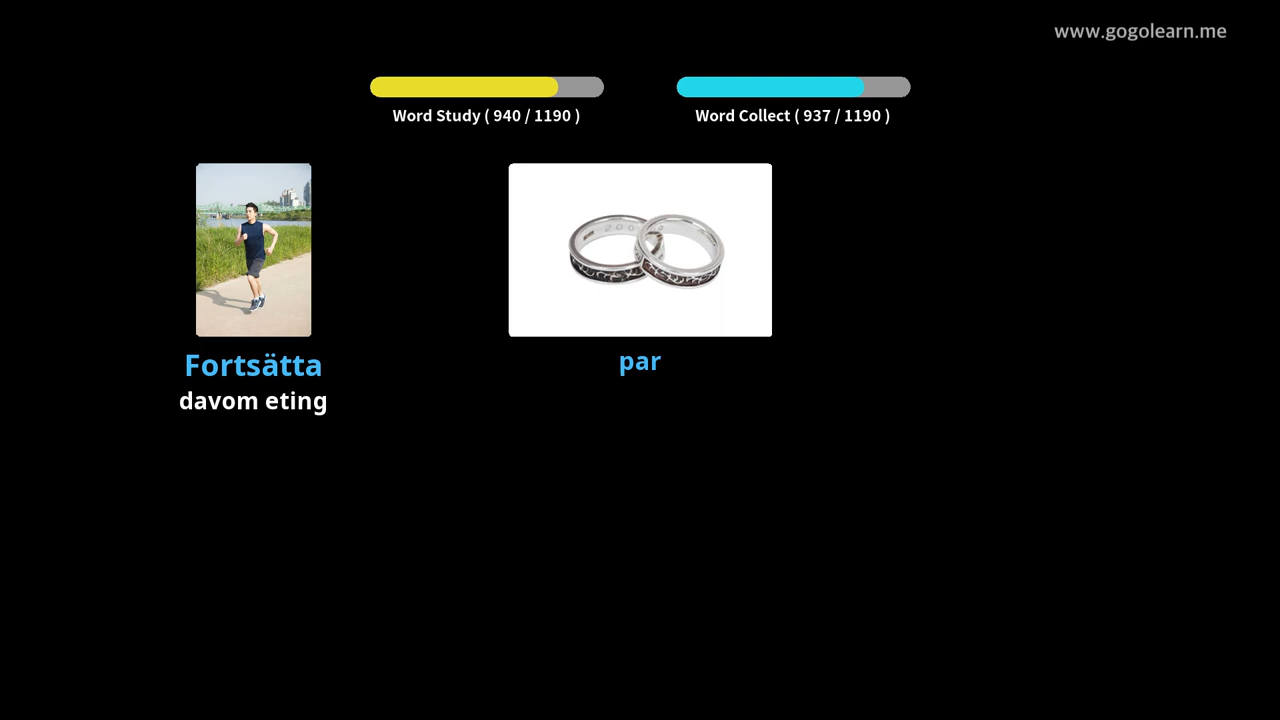 www.gogolearn.me
Word Study ( 940 / 1190 )
Word Collect ( 937 / 1190 )
Fortsätta
davom eting
par